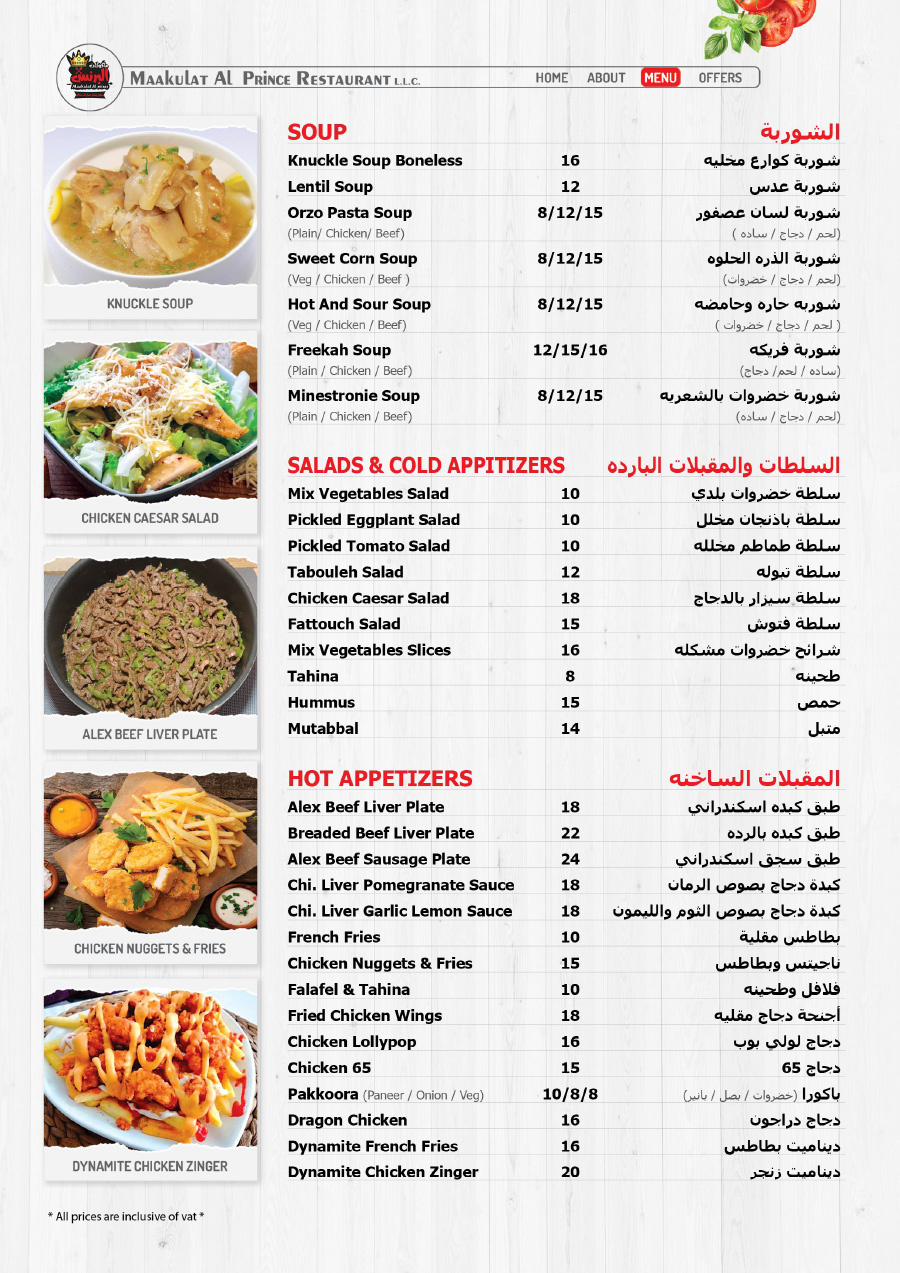 البرنس
Maakulat Al prince
MAAKULAT AL PRINCE RESTAURANT L.L.C.
HOME ABOUT MENU OFFERS
KNUCKLE SOUP
CHICKEN CAESAR SALAD
ALEX BEEF LIVER PLATE
CHICKEN NUGGETS & FRIES
DYNAMITE CHICKEN ZINGER
SOUP الشوربة
Knuckle Soup Boneless 16 شوربة كوارع مخليه
Lentil Soup 12 شوربة عدس
Orzo Pasta Soup 8/12/15 شوربة لسان عصفور
(Plain/ Chicken/ Beef) (لحم / دجاج / ساده )
Sweet Corn Soup 8/12/15 شوربة الذره الحلوه
(Veg / Chicken / Beef ) (لحم / دجاج / خضروات)
Hot And Sour Soup 8/12/15 شوربه حاره وحامضه
(Veg / Chicken / Beef) ( لحم / دجاج / خضروات )
Freekah Soup 12/15/16 شوربة فريكه
(Plain / Chicken / Beef) (ساده / لحم/ دجاج)
Minestronie Soup 8/12/15 شوربة خضروات بالشعريه
(Plain / Chicken / Beef) (لحم / دجاج / ساده)
SALADS & COLD APPITIZERS السلطات والمقبلات البارده
Mix Vegetables Salad 10 سلطة خضروات بلدي
Pickled Eggplant Salad 10 سلطة باذنجان مخلل
Pickled Tomato Salad 10 سلطة طماطم مخلله
Tabouleh Salad 12 سلطة تبوله
Chicken Caesar Salad 18 سلطة سيزار بالدجاج
Fattouch Salad 15 سلطة فتوش
Mix Vegetables Slices 16 شرائح خضروات مشكله
Tahina 8 طحينه
Hummus 15 حمص
Mutabbal 14 متبل
HOT APPETIZERS المقبلات الساخنه
Alex Beef Liver Plate 18 طبق كبده اسكندراني
Breaded Beef Liver Plate 22 طبق كبده بالرده
Alex Beef Sausage Plate 24 طبق سجق اسكندراني
Chi. Liver Pomegranate Sauce 18 كبدة دجاج بصوص الرمان
Chi. Liver Garlic Lemon Sauce 18 كبدة دجاج بصوص الثوم والليمون
French Fries 10 بطاطس مقلية
Chicken Nuggets & Fries 15 ناجيتس وبطاطس
Falafel & Tahina 10 فلافل وطحينه
Fried Chicken Wings 18 أجنحة دجاج مقليه
Chicken Lollypop 16 دجاج لولي بوب
Chicken 65 15 دجاج 65
Pakkoora (Paneer / Onion / Veg) 10/8/8 باكورا (خضروات / بصل / بانير)
Dragon Chicken 16 دجاج دراجون
Dynamite French Fries 16 ديناميت بطاطس
Dynamite Chicken Zinger 20 ديناميت زنجر
* All prices are inclusive of vat *